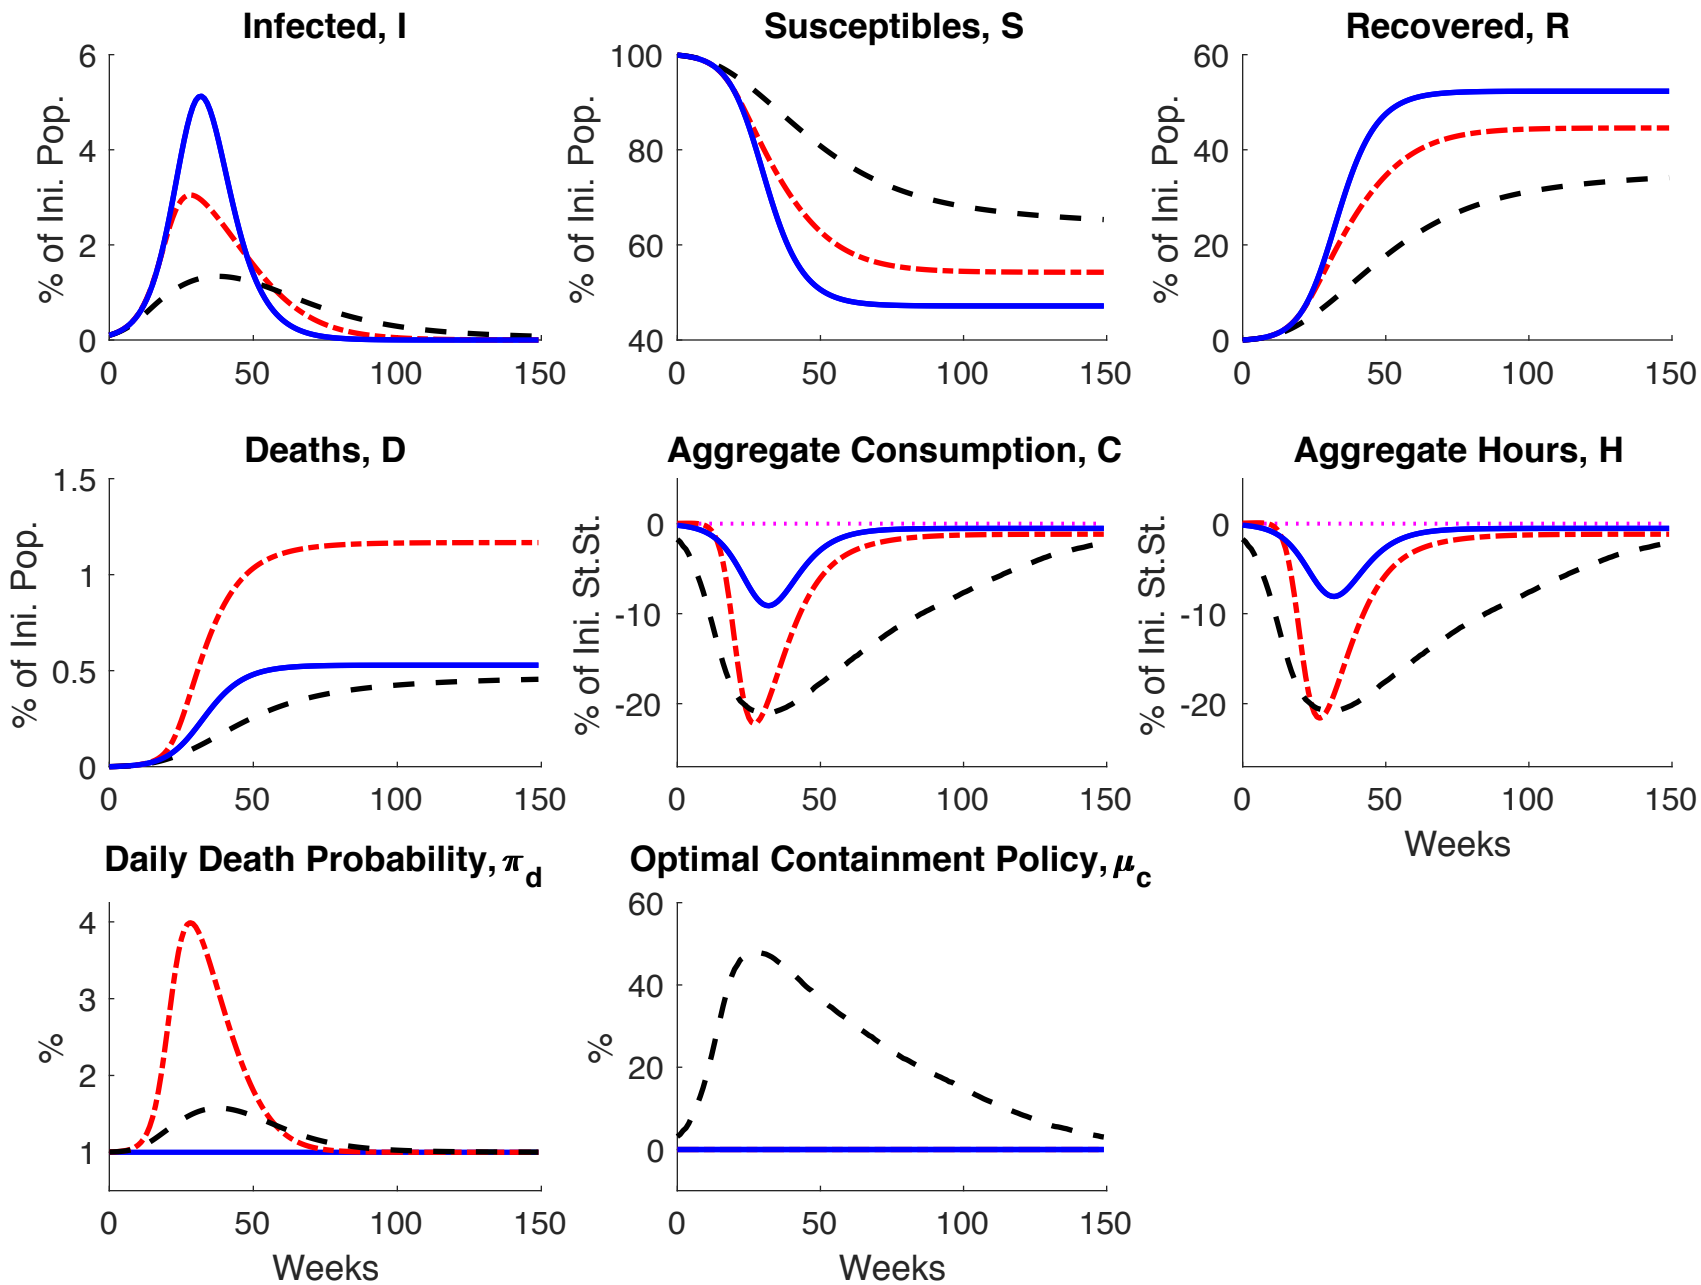 Infected, I
% of Ini. Pop.
6
4
2
0
0 50 100 150
Susceptibles, S
% of Ini. Pop.
100
80
60
40
0 50 100 150
Recovered, R
% of Ini. Pop.
60
40
20
0
0 50 100 150
Deaths, D
% of Ini. Pop.
1.5
1
0.5
0
0 50 100 150
Aggregate Consumption, C
% of Ini. St.St.
0
-10
-20
0 50 100 150
Aggregate Hours, H
% of Ini. St.St.
0
-10
-20
0 50 100 150
Weeks
Daily Death Probability, π_d
%
4
3
2
1
0 50 100 150
Weeks
Optimal Containment Policy, μ_c
%
60
40
20
0
0 50 100 150
Weeks